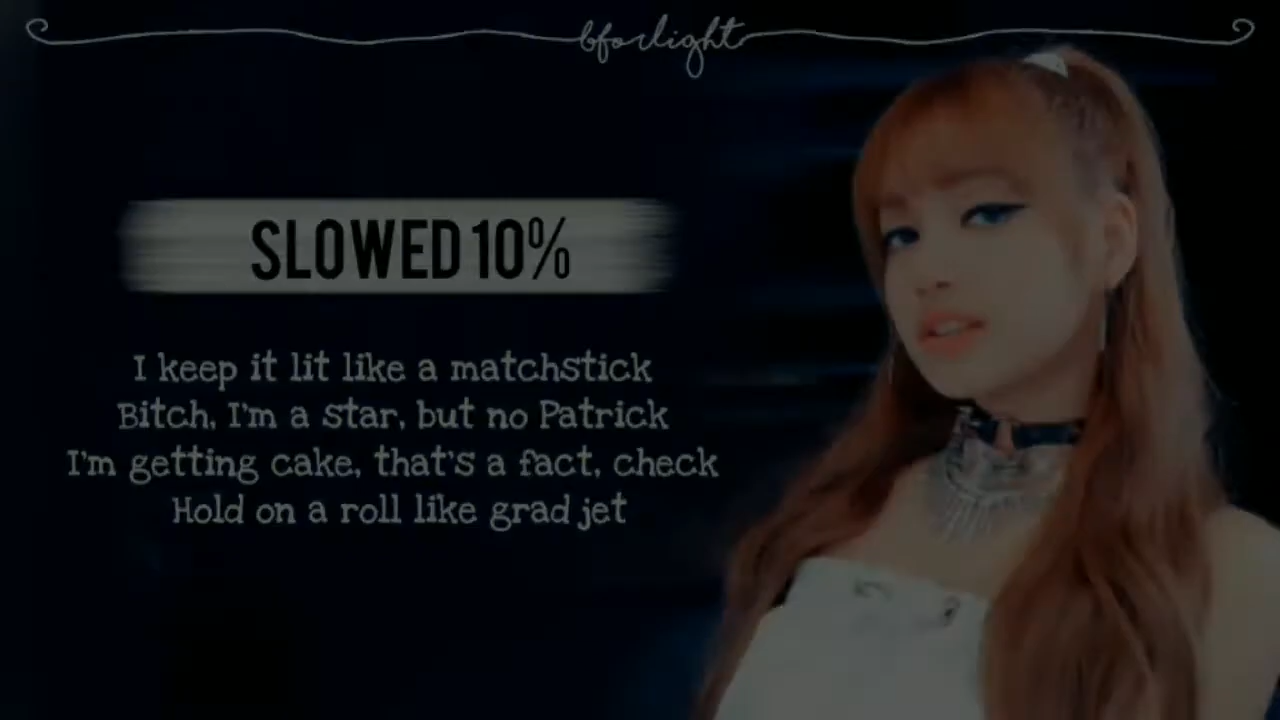 bforlight
SLOWED 10%
I keep it lit like a matchstick
Bitch, I'm a star, but no Patrick
I'm getting cake, that's a fact, check
Hold on a roll like grad jet